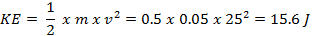 KE = 1/2 x m x v² = 0.5 x 0.05 x 25² = 15.6 J